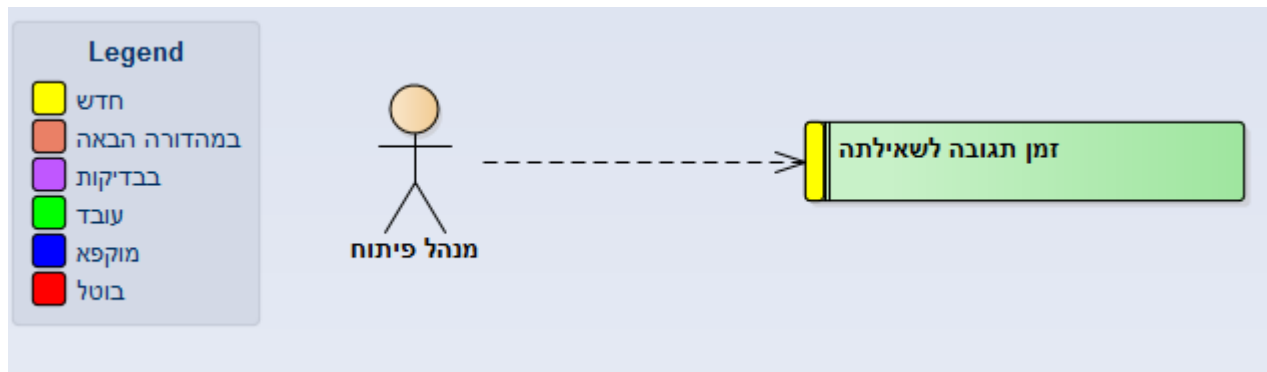 Legend
חדש
במהדורה הבאה
בבדיקות
עובד
מוקפא
בוטל
מנהל פיתוח
זמן תגובה לשאילתה